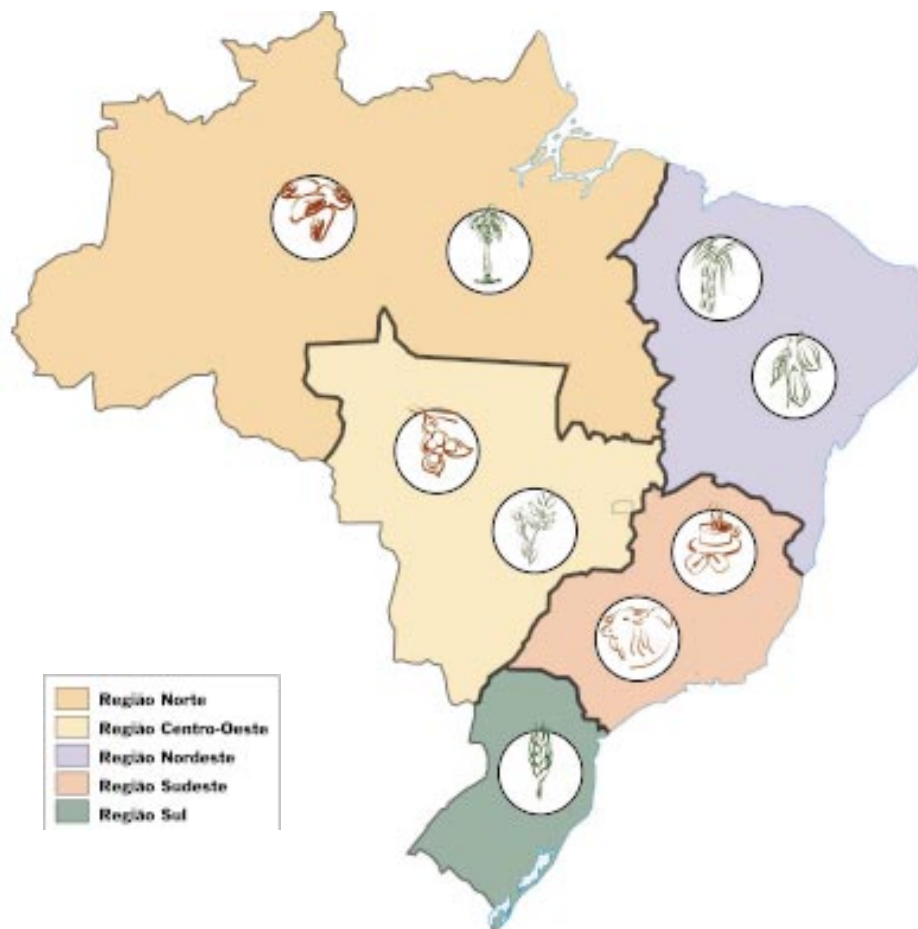 Região Norte
Região Centro-Oeste
Região Nordeste
Região Sudeste
Região Sul